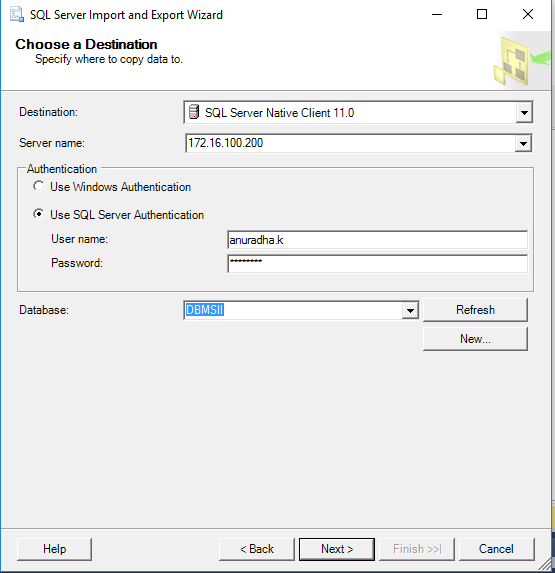 SQL Server Import and Export Wizard
Choose a Destination
Specify where to copy data to.
Destination: SQL Server Native Client 11.0
Server name: 172.16.100.200
Authentication
Use Windows Authentication
Use SQL Server Authentication
User name: anuradha.k
Password: ********
Database: DBMSII Refresh
New...
Help < Back Next > Finish >>| Cancel